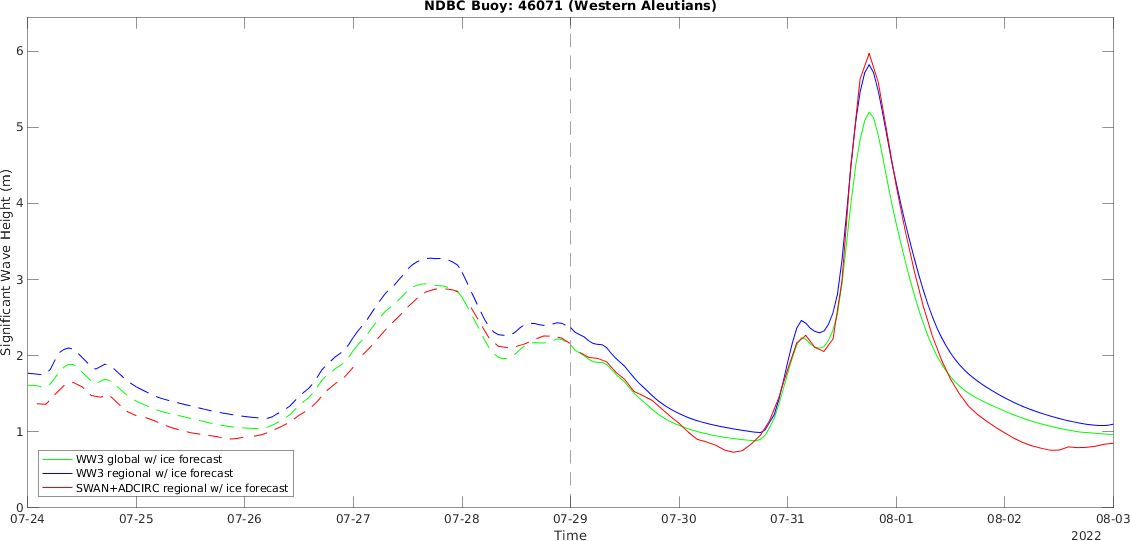 NDBC Buoy: 46071 (Western Aleutians)
Significant Wave Height (m)
6
5
4
3
2
1
0
WW3 global w/ ice forecast
WW3 regional w/ ice forecast
SWAN+ADCIRC regional w/ ice forecast
07-24 07-25 07-26 07-27 07-28 07-29 07-30 07-31 08-01 08-02 08-03
Time
2022